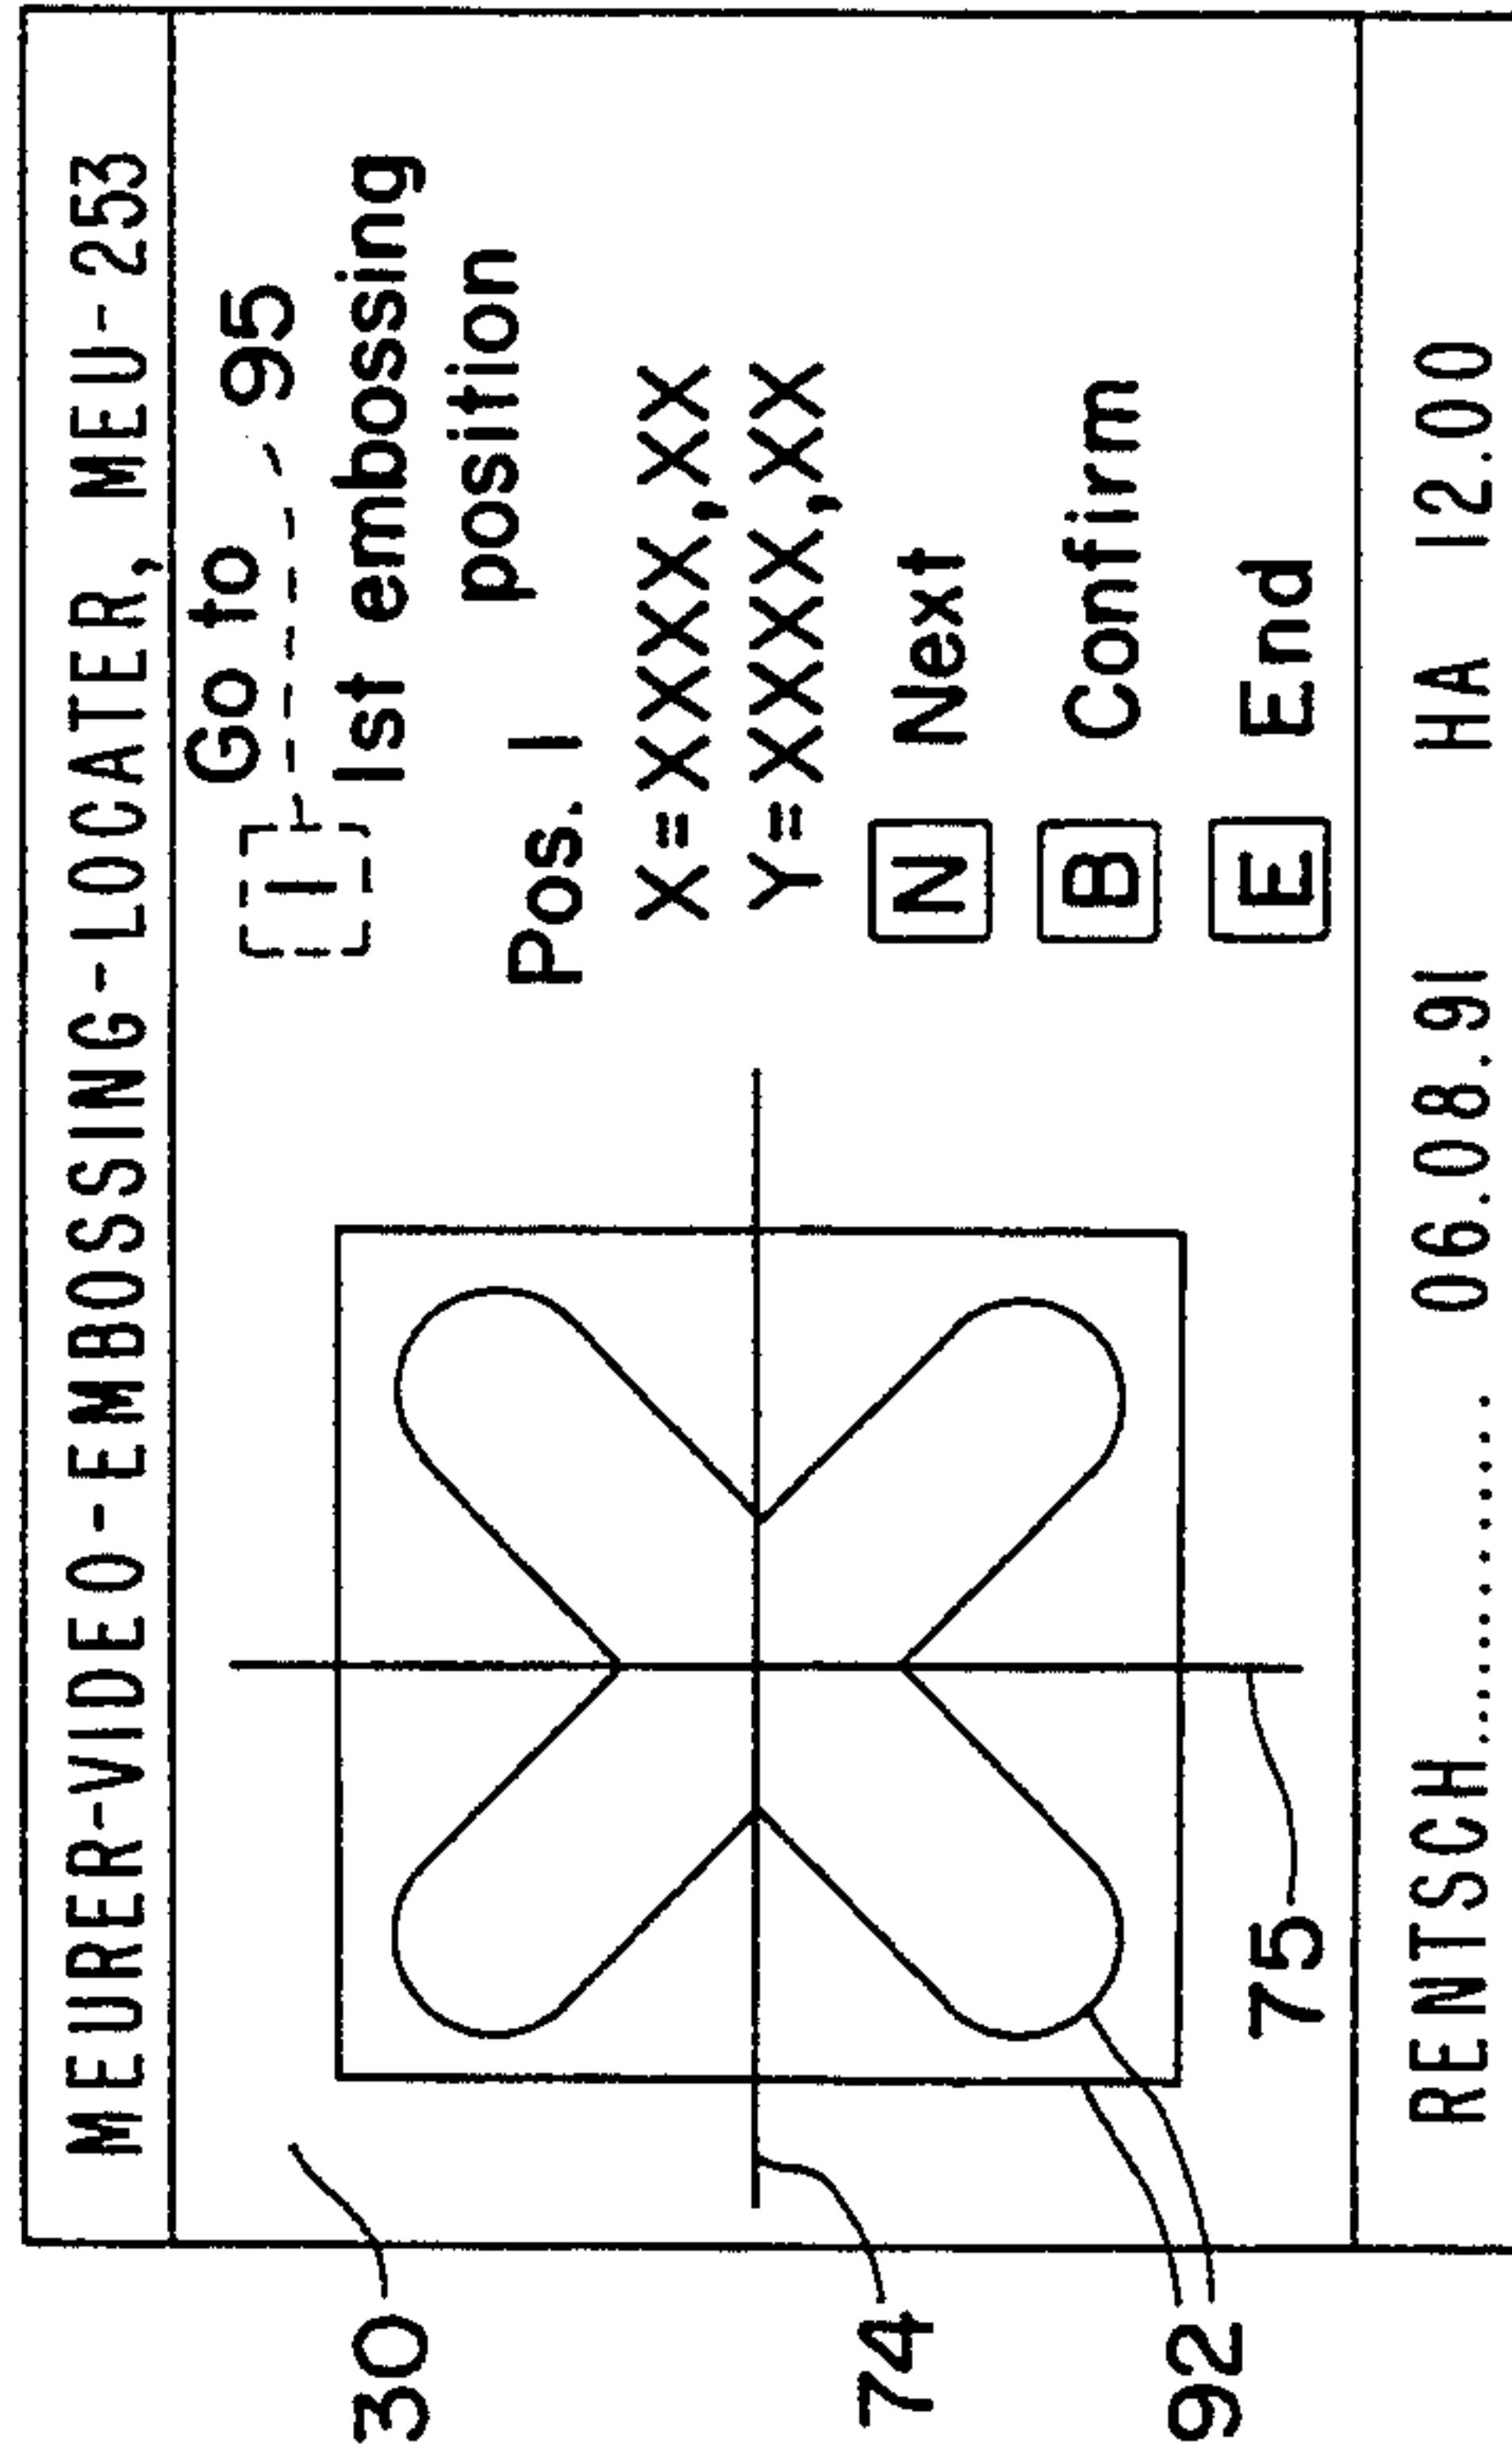 MEURER-VIDEO-EMBOSSING-LOCATER, MEU-253
Go to
1 95
1st embossing
position
Pos. 1
X=XXXX,XX
Y=XXXX,XX
N Next
B Confirm
E End
30
74
92
75
RENTSCH............. 06.08.91 HA 12.00